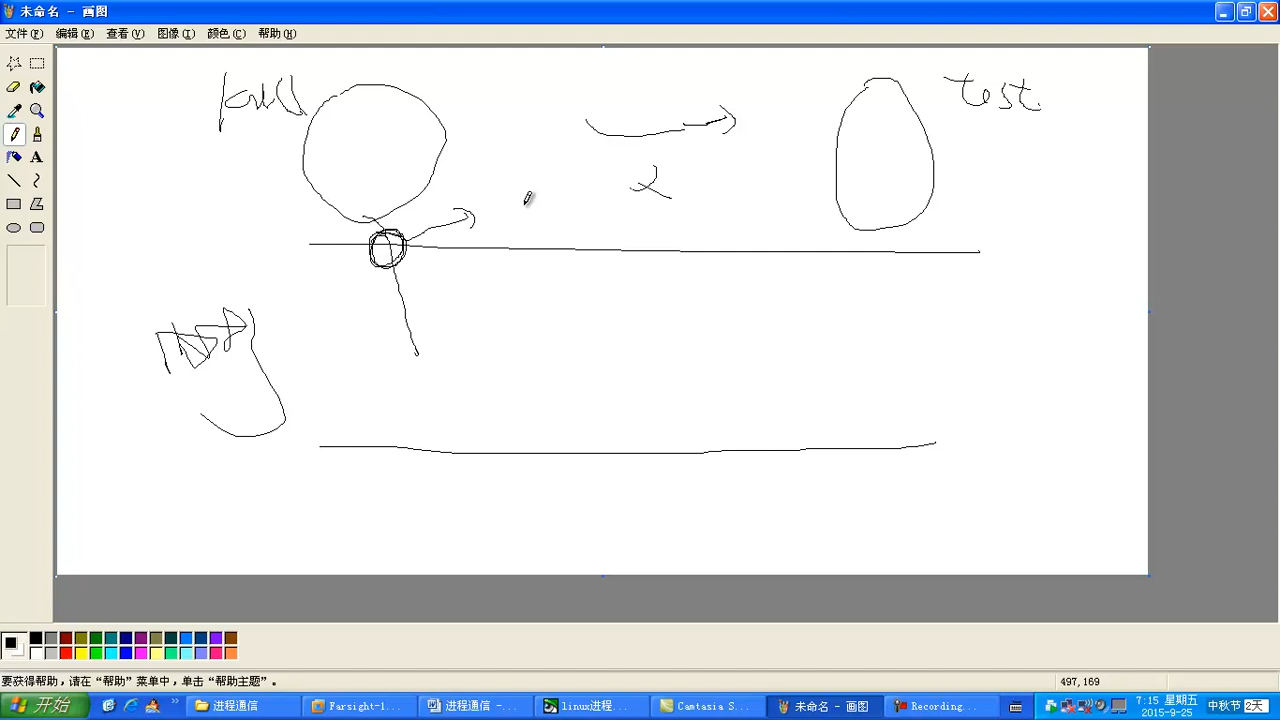 未命名 - 画图
文件(F) 编辑(E) 查看(V) 图像(I) 颜色(C) 帮助(H)
kill
test
A
要获得帮助，请在“帮助”菜单中，单击“帮助主题”。 497,169
开始 进程通信 Farsight-1... 进程通信 -... linux进程... Camtasia S... 未命名 - 画图 Recording... 7:15 星期五 2015-9-25 中秋节 2天